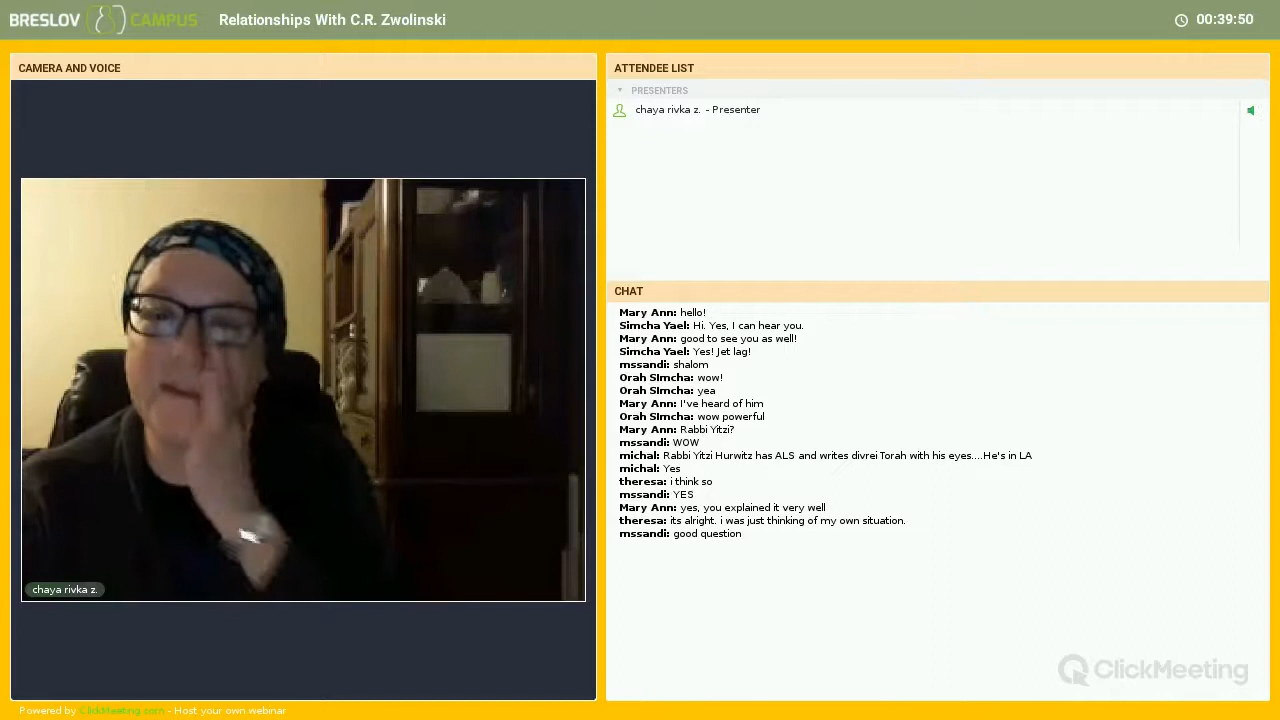 BRESLOV CAMPUS Relationships With C.R. Zwolinski 00:39:50
CAMERA AND VOICE
chaya rivka z.
ATTENDEE LIST
PRESENTERS
chaya rivka z. - Presenter
CHAT
Mary Ann: hello!
Simcha Yael: Hi. Yes, I can hear you.
Mary Ann: good to see you as well!
Simcha Yael: Yes! Jet lag!
mssandi: shalom
Orah SImcha: wow!
Orah SImcha: yea
Mary Ann: I've heard of him
Orah SImcha: wow powerful
Mary Ann: Rabbi Yitzi?
mssandi: WOW
michal: Rabbi Yitzi Hurwitz has ALS and writes divrei Torah with his eyes....He's in LA
michal: Yes
theresa: i think so
mssandi: YES
Mary Ann: yes, you explained it very well
theresa: its alright. i was just thinking of my own situation.
mssandi: good question
ClickMeeting
Powered by ClickMeeting.com - Host your own webinar